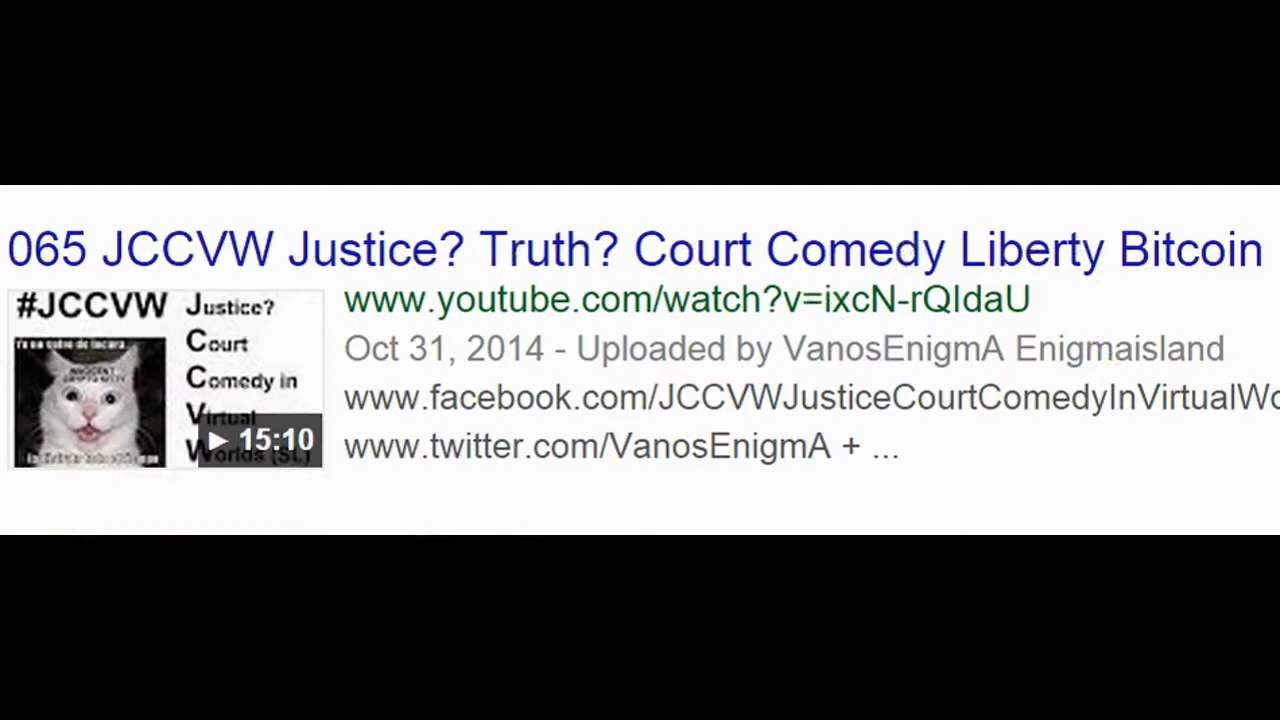 065 JCCVW Justice? Truth? Court Comedy Liberty Bitcoin
#JCCVW
Justice?
Court
Comedy in
Virtual
Worlds (SL)
15:10
www.youtube.com/watch?v=ixcN-rQIdaU
Oct 31, 2014 - Uploaded by VanosEnigmA Enigmaisland
www.facebook.com/JCCVWJusticeCourtComedyInVirtualWo
www.twitter.com/VanosEnigmA + ...